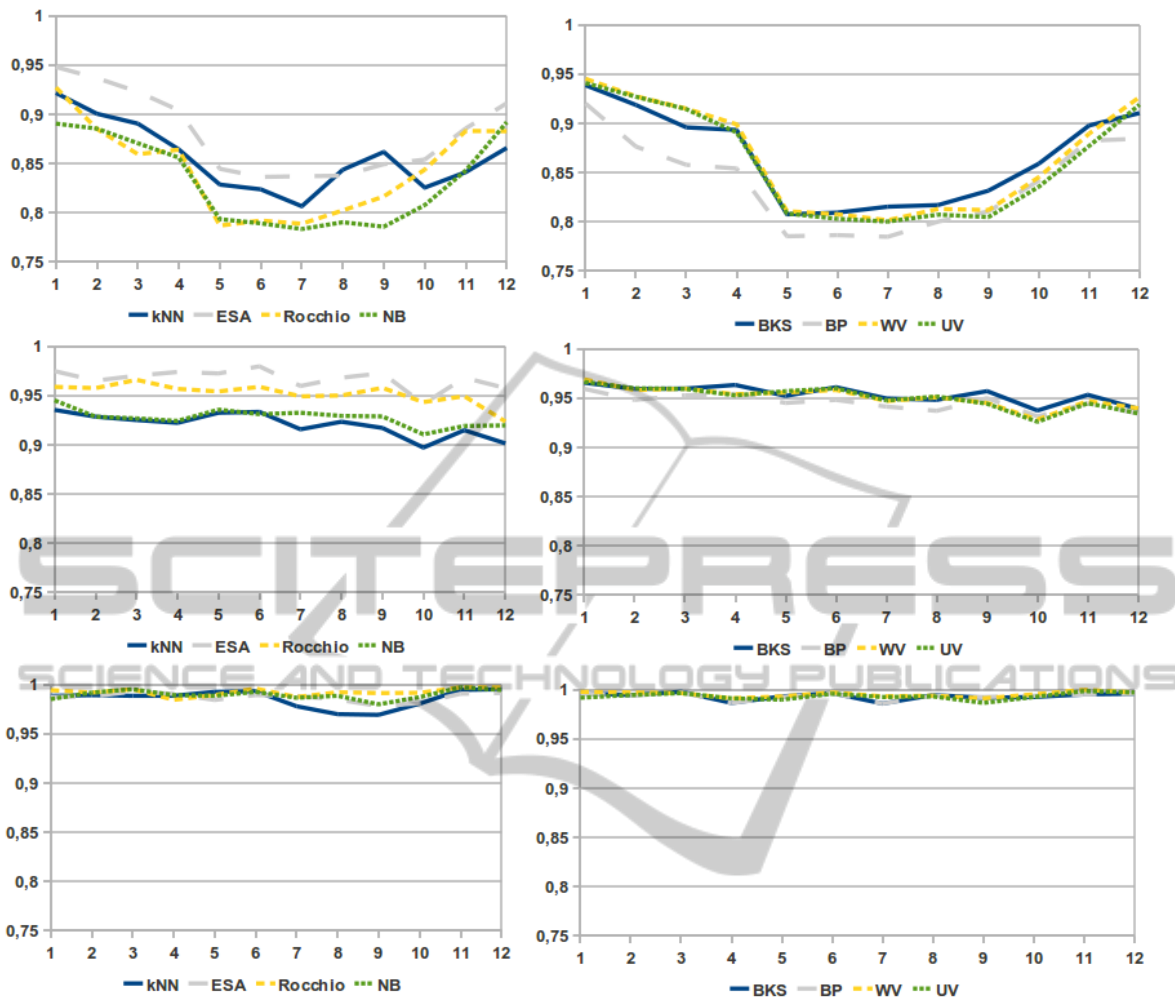 1
0,95
0,9
0,85
0,8
0,75
1 2 3 4 5 6 7 8 9 10 11 12
kNN ESA Rocchio NB
1
0,95
0,9
0,85
0,8
0,75
1 2 3 4 5 6 7 8 9 10 11 12
BKS BP WV UV
1
0,95
0,9
0,85
0,8
0,75
1 2 3 4 5 6 7 8 9 10 11 12
kNN ESA Rocchio NB
1
0,95
0,9
0,85
0,8
0,75
1 2 3 4 5 6 7 8 9 10 11 12
BKS BP WV UV
SCITEPRESS
SCIENCE AND TECHNOLOGY PUBLICATIONS
1
0,95
0,9
0,85
0,8
0,75
1 2 3 4 5 6 7 8 9 10 11 12
kNN ESA Rocchio NB
1
0,95
0,9
0,85
0,8
0,75
1 2 3 4 5 6 7 8 9 10 11 12
BKS BP WV UV